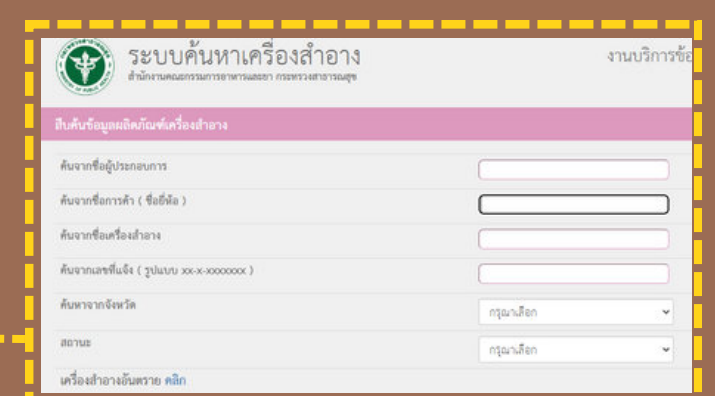 ระบบค้นหาเครื่องสำอาง
สำนักงานคณะกรรมการอาหารและยา กระทรวงสาธารณสุข
งานบริการข้อ
สืบค้นข้อมูลผลิตภัณฑ์เครื่องสำอาง
ค้นจากชื่อผู้ประกอบการ
ค้นจากชื่อการค้า ( ชื่อยี่ห้อ )
ค้นจากชื่อเครื่องสำอาง
ค้นจากเลขที่แจ้ง ( รูปแบบ xx-x-xxxxxxx )
ค้นหาจากจังหวัด
กรุณาเลือก
สถานะ
กรุณาเลือก
เครื่องสำอางอันตราย คลิก